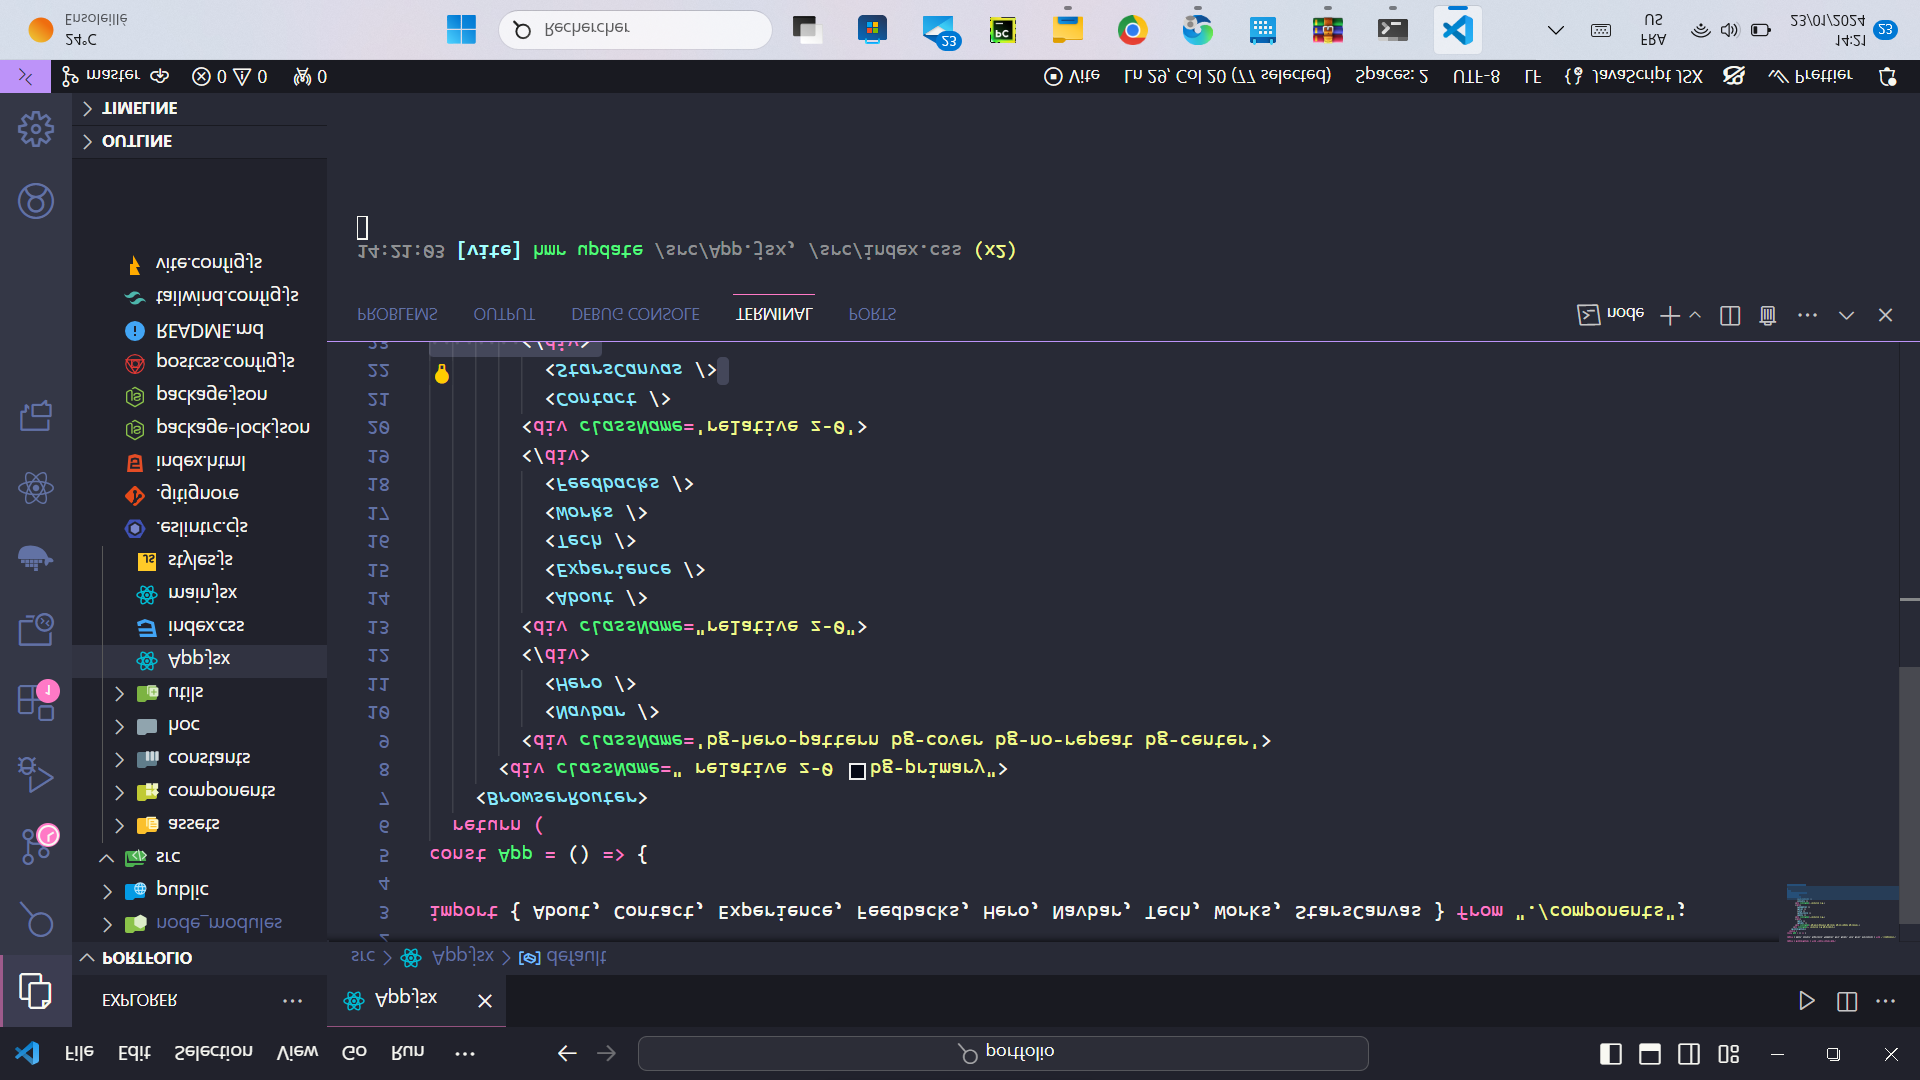 File Edit Selection View Go Run ... portfolio
EXPLORER ...
App.jsx
PORTFOLIO
src > App.jsx > default
node_modules
public
src
assets
components
constants
hoc
utils
App.jsx
index.css
main.jsx
styles.js
.eslintrc.cjs
.gitignore
index.html
package-lock.json
package.json
postcss.config.js
README.md
tailwind.config.js
vite.config.js
OUTLINE
TIMELINE
1
3 import { About, Contact, Experience, Feedbacks, Hero, Navbar, Tech, Works, StarsCanvas } from "./components";
4
5 const App = () => {
6 return (
7 <BrowserRouter>
8 <div className=" relative z-0 bg-primary">
9 <div className='bg-hero-pattern bg-cover bg-no-repeat bg-center'>
10 <Navbar />
11 <Hero />
12 </div>
13 <div className="relative z-0">
14 <About />
15 <Experience />
16 <Tech />
17 <Works />
18 <Feedbacks />
19 </div>
20 <div className='relative z-0'>
21 <Contact />
22 <StarsCanvas />
23 </div>
PROBLEMS OUTPUT DEBUG CONSOLE TERMINAL PORTS node
14:21:03 [vite] hmr update /src/App.jsx, /src/index.css (x2)
master 0 0 0 Vite Ln 29, Col 20 (77 selected) Spaces: 2 UTF-8 LF {} JavaScript JSX Prettier
24°C
Ensoleillé
Rechercher
23
FRA
US
14:21
23/01/2024
23